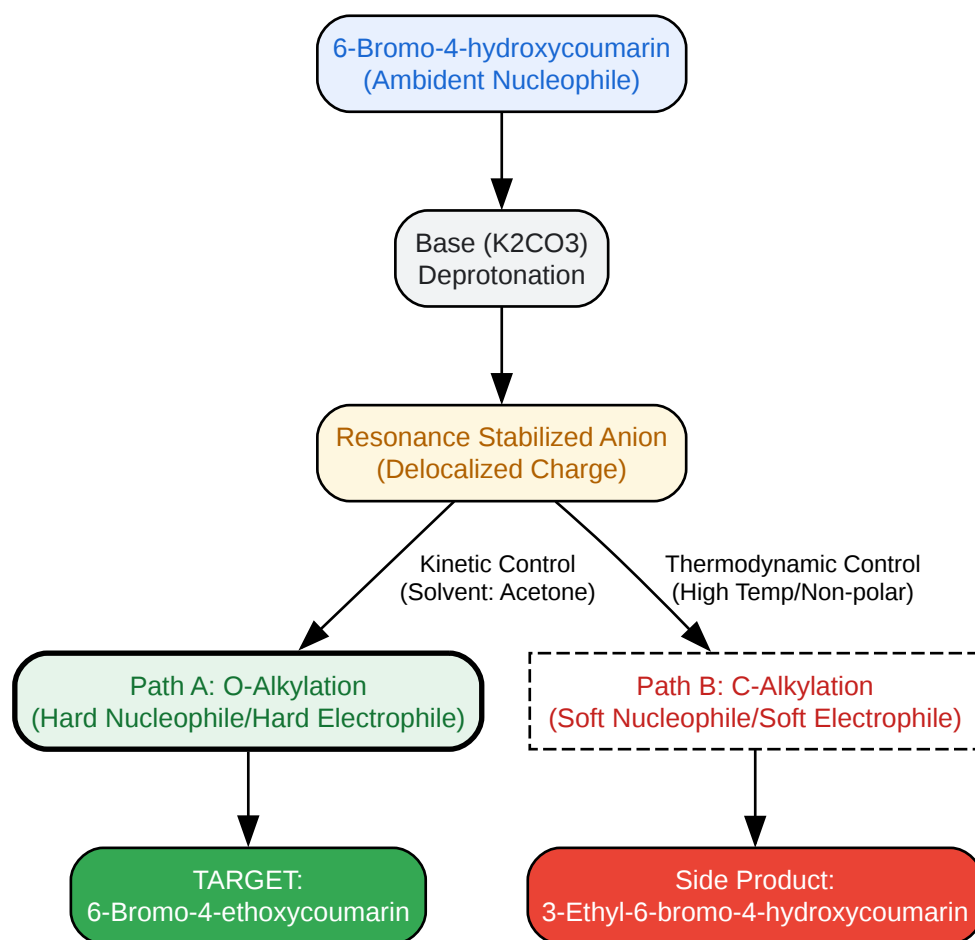 6-Bromo-4-hydroxycoumarin
(Ambident Nucleophile)
Base (K2CO3)
Deprotonation
Resonance Stabilized Anion
(Delocalized Charge)
Kinetic Control
(Solvent: Acetone)
Thermodynamic Control
(High Temp/Non-polar)
Path A: O-Alkylation
(Hard Nucleophile/Hard Electrophile)
Path B: C-Alkylation
(Soft Nucleophile/Soft Electrophile)
TARGET:
6-Bromo-4-ethoxycoumarin
Side Product:
3-Ethyl-6-bromo-4-hydroxycoumarin